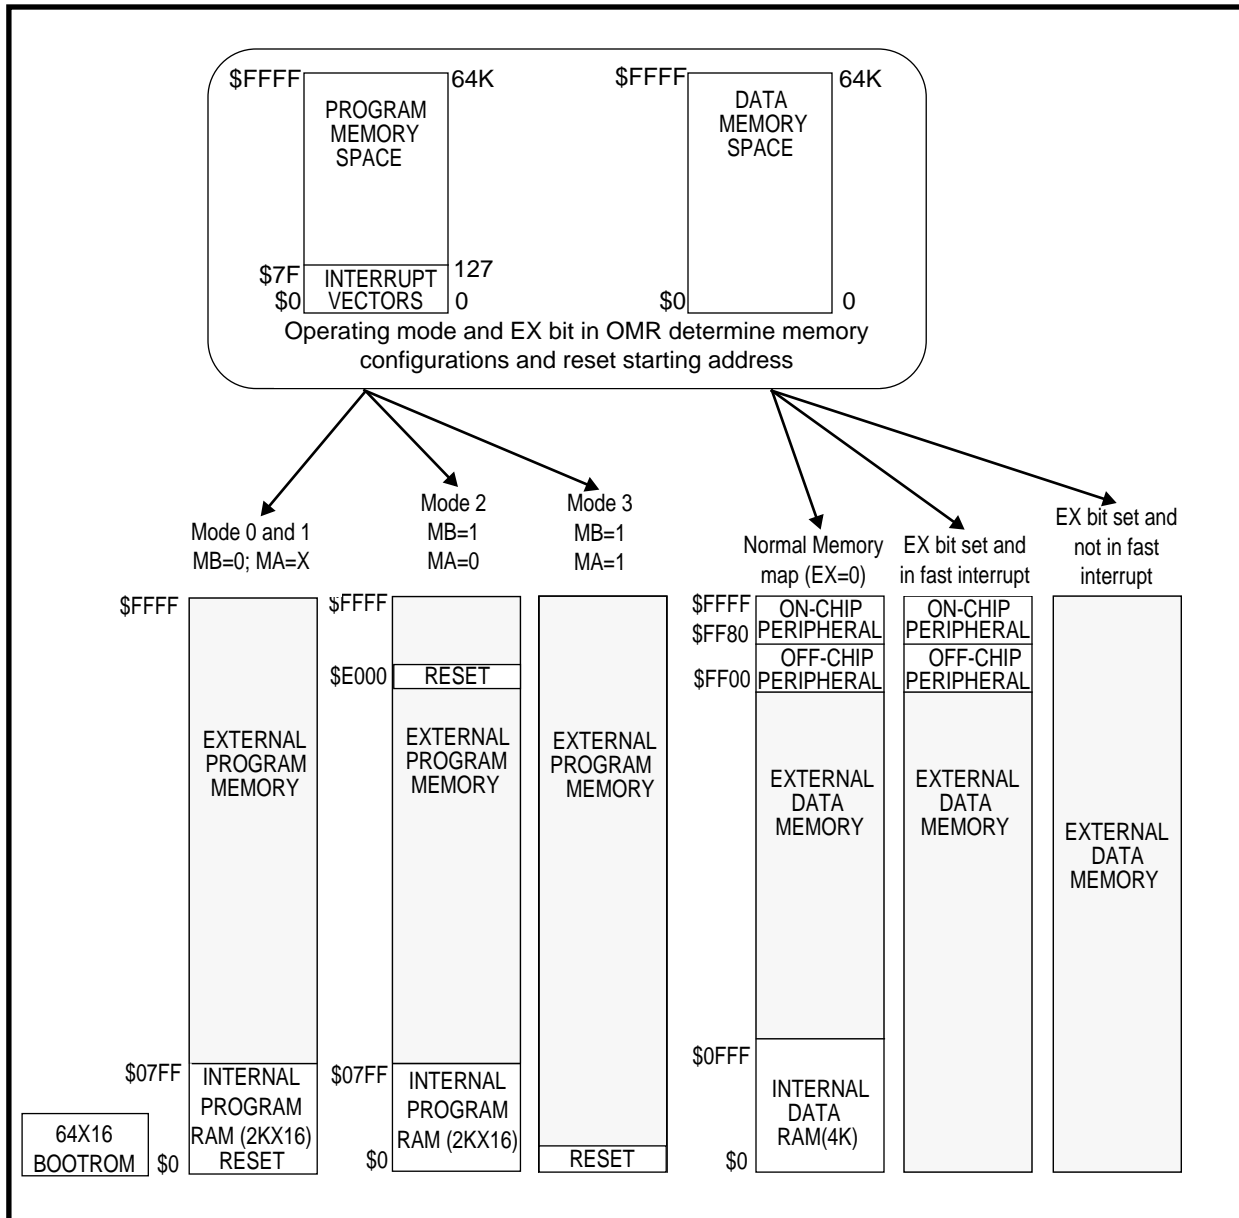 $FFFF
64K
PROGRAM
MEMORY
SPACE
$7F
127
INTERRUPT
VECTORS
$0
0
$FFFF
64K
DATA
MEMORY
SPACE
$0
0
Operating mode and EX bit in OMR determine memory
configurations and reset starting address
Mode 0 and 1
MB=0; MA=X
$FFFF
EXTERNAL
PROGRAM
MEMORY
$07FF
INTERNAL
PROGRAM
RAM (2KX16)
RESET
$0
64X16
BOOTROM
Mode 2
MB=1
MA=0
$FFFF
$E000
RESET
EXTERNAL
PROGRAM
MEMORY
$07FF
INTERNAL
PROGRAM
RAM (2KX16)
$0
Mode 3
MB=1
MA=1
EXTERNAL
PROGRAM
MEMORY
RESET
Normal Memory
map (EX=0)
$FFFF
ON-CHIP
PERIPHERAL
$FF80
OFF-CHIP
PERIPHERAL
$FF00
EXTERNAL
DATA
MEMORY
$0FFF
INTERNAL
DATA
RAM(4K)
$0
EX bit set and
in fast interrupt
ON-CHIP
PERIPHERAL
OFF-CHIP
PERIPHERAL
EXTERNAL
DATA
MEMORY
EX bit set and
not in fast
interrupt
EXTERNAL
DATA
MEMORY